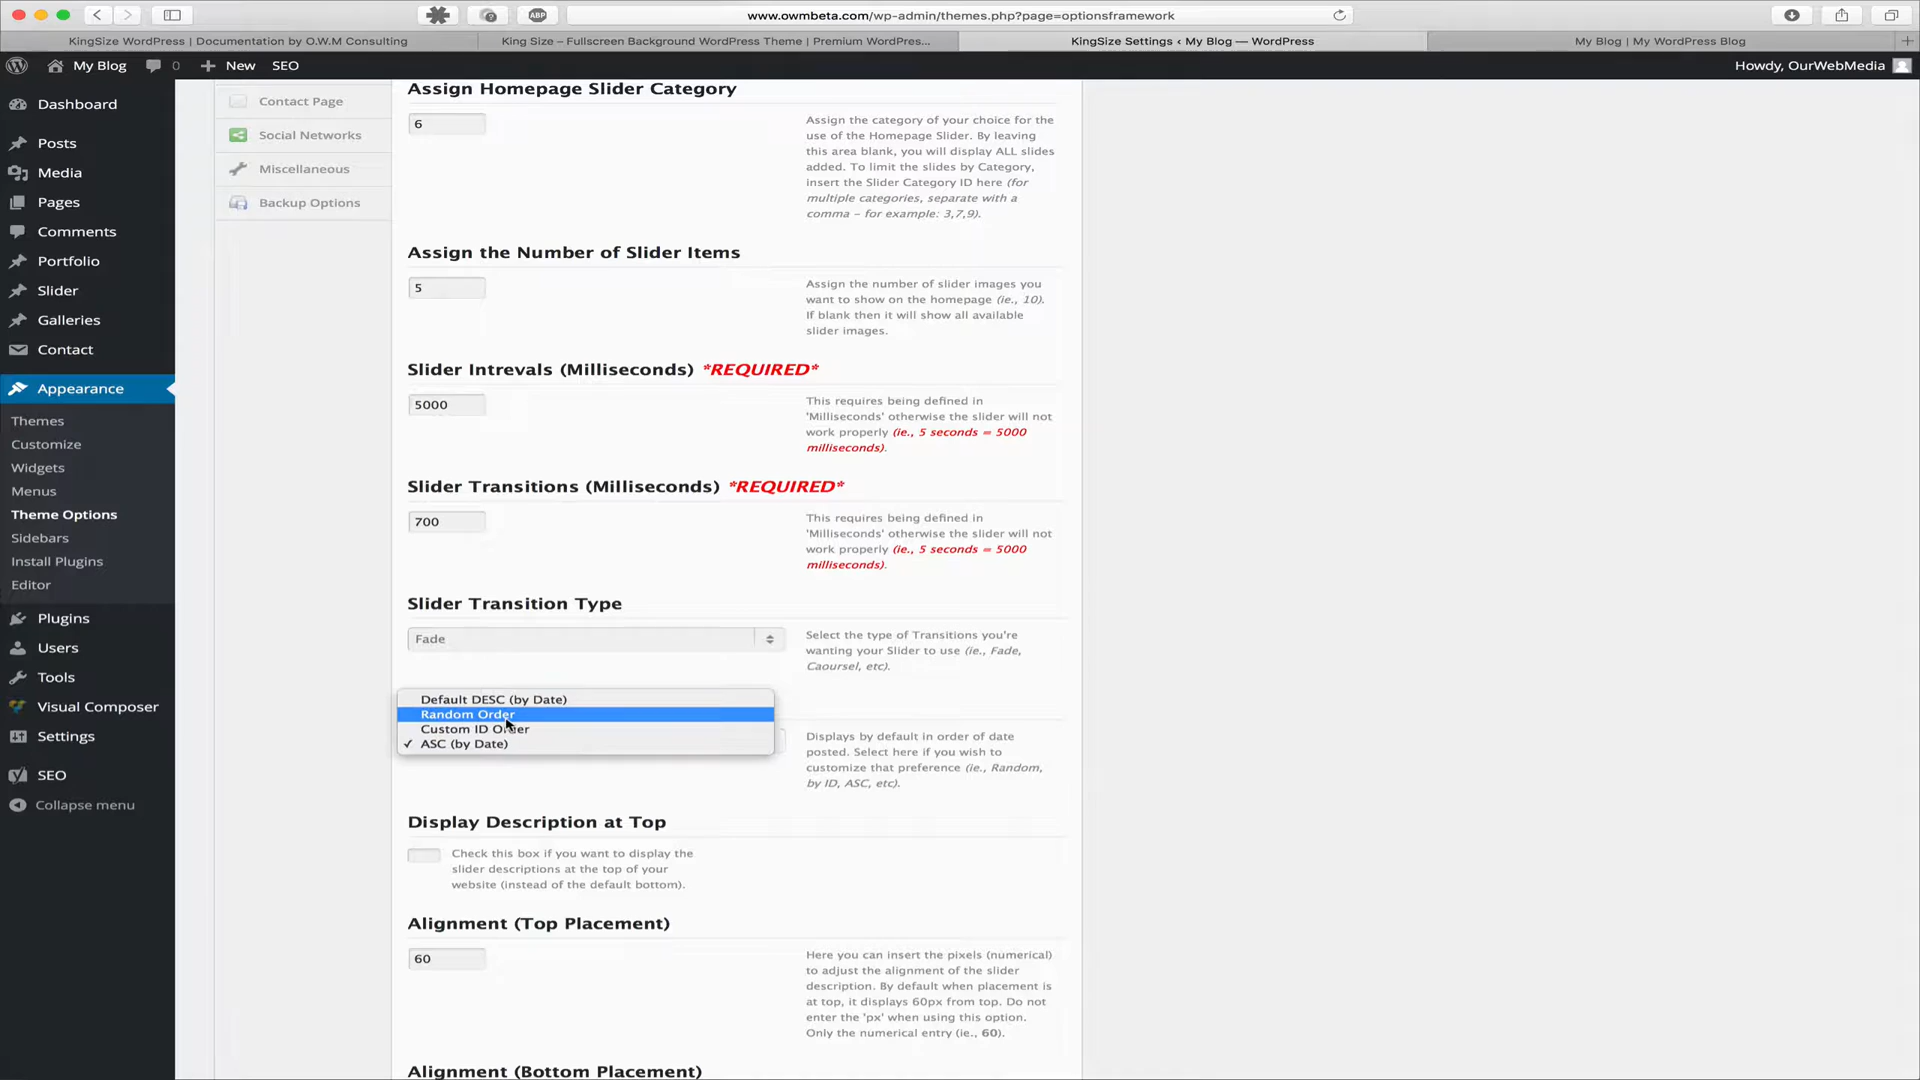 www.owmbeta.com/wp-admin/themes.php?page=optionsframework
ABP
KingSize WordPress | Documentation by O.W.M Consulting
King Size – Fullscreen Background WordPress Theme | Premium WordPres...
KingSize Settings ‹ My Blog — WordPress
My Blog | My WordPress Blog
My Blog
0
New
SEO
Howdy, OurWebMedia
Dashboard
Posts
Media
Pages
Comments
Portfolio
Slider
Galleries
Contact
Appearance
Themes
Customize
Widgets
Menus
Theme Options
Sidebars
Install Plugins
Editor
Plugins
Users
Tools
Visual Composer
Settings
SEO
Collapse menu
Contact Page
Social Networks
Miscellaneous
Backup Options
Assign Homepage Slider Category
6
Assign the category of your choice for the
use of the Homepage Slider. By leaving
this area blank, you will display ALL slides
added. To limit the slides by Category,
insert the Slider Category ID here (for
multiple categories, separate with a
comma – for example: 3,7,9).
Assign the Number of Slider Items
5
Assign the number of slider images you
want to show on the homepage (ie., 10).
If blank then it will show all available
slider images.
Slider Intrevals (Milliseconds) *REQUIRED*
5000
This requires being defined in
'Milliseconds' otherwise the slider will not
work properly (ie., 5 seconds = 5000
milliseconds).
Slider Transitions (Milliseconds) *REQUIRED*
700
This requires being defined in
'Milliseconds' otherwise the slider will not
work properly (ie., 5 seconds = 5000
milliseconds).
Slider Transition Type
Fade
Select the type of Transitions you're
wanting your Slider to use (ie., Fade,
Caoursel, etc).
Default DESC (by Date)
Random Order
Custom ID Order
✓ ASC (by Date)
Displays by default in order of date
posted. Select here if you wish to
customize that preference (ie., Random,
by ID, ASC, etc).
Display Description at Top
Check this box if you want to display the
slider descriptions at the top of your
website (instead of the default bottom).
Alignment (Top Placement)
60
Here you can insert the pixels (numerical)
to adjust the alignment of the slider
description. By default when placement is
at top, it displays 60px from top. Do not
enter the 'px' when using this option.
Only the numerical entry (ie., 60).
Alignment (Bottom Placement)